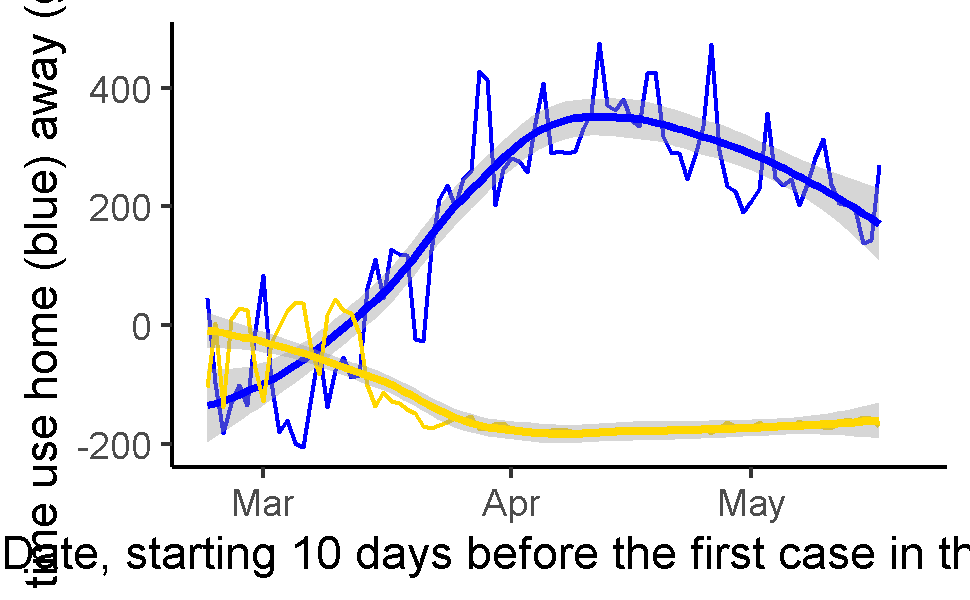 time use home (blue) away (
400
200
0
-200
Mar Apr May
Date, starting 10 days before the first case in th